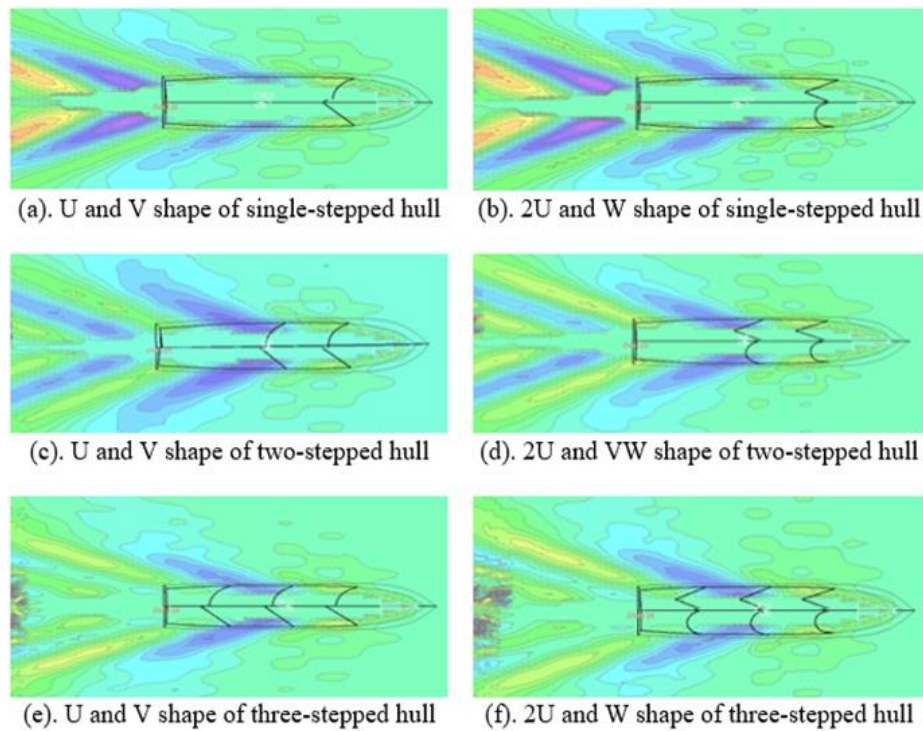 (a). U and V shape of single-stepped hull
(b). 2U and W shape of single-stepped hull
(c). U and V shape of two-stepped hull
(d). 2U and VW shape of two-stepped hull
(e). U and V shape of three-stepped hull
(f). 2U and W shape of three-stepped hull